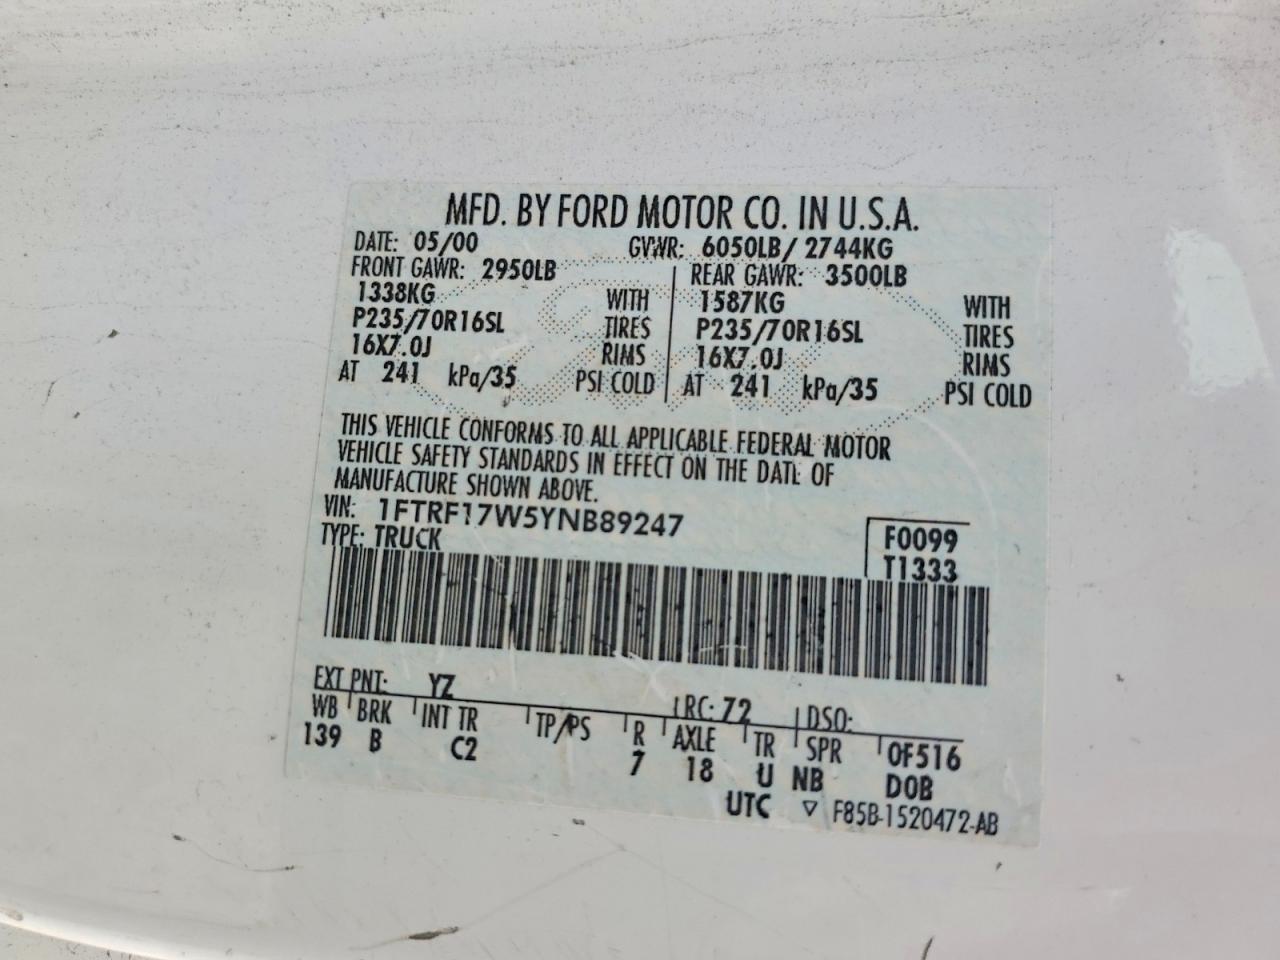 MFD. BY FORD MOTOR CO. IN U.S.A.
DATE: 05/00 GVWR: 6050LB/ 2744KG
FRONT GAWR: 2950LB REAR GAWR: 3500LB
1338KG WITH 1587KG WITH
P235/70R16SL TIRES P235/70R16SL TIRES
16X7.0J RIMS 16X7.0J RIMS
AT 241 kPa/35 PSI COLD AT 241 kPa/35 PSI COLD
THIS VEHICLE CONFORMS TO ALL APPLICABLE FEDERAL MOTOR
VEHICLE SAFETY STANDARDS IN EFFECT ON THE DATE OF
MANUFACTURE SHOWN ABOVE.
VIN: 1FTRF17W5YNB89247 F0099
TYPE: TRUCK T1333
EXT PNT: YZ RC: 72 DSO:
WB BRK INT TR TP/PS R AXLE TR SPR 0F516
139 B C2 7 18 U NB DOB
UTC ▽ F85B-1520472-AB